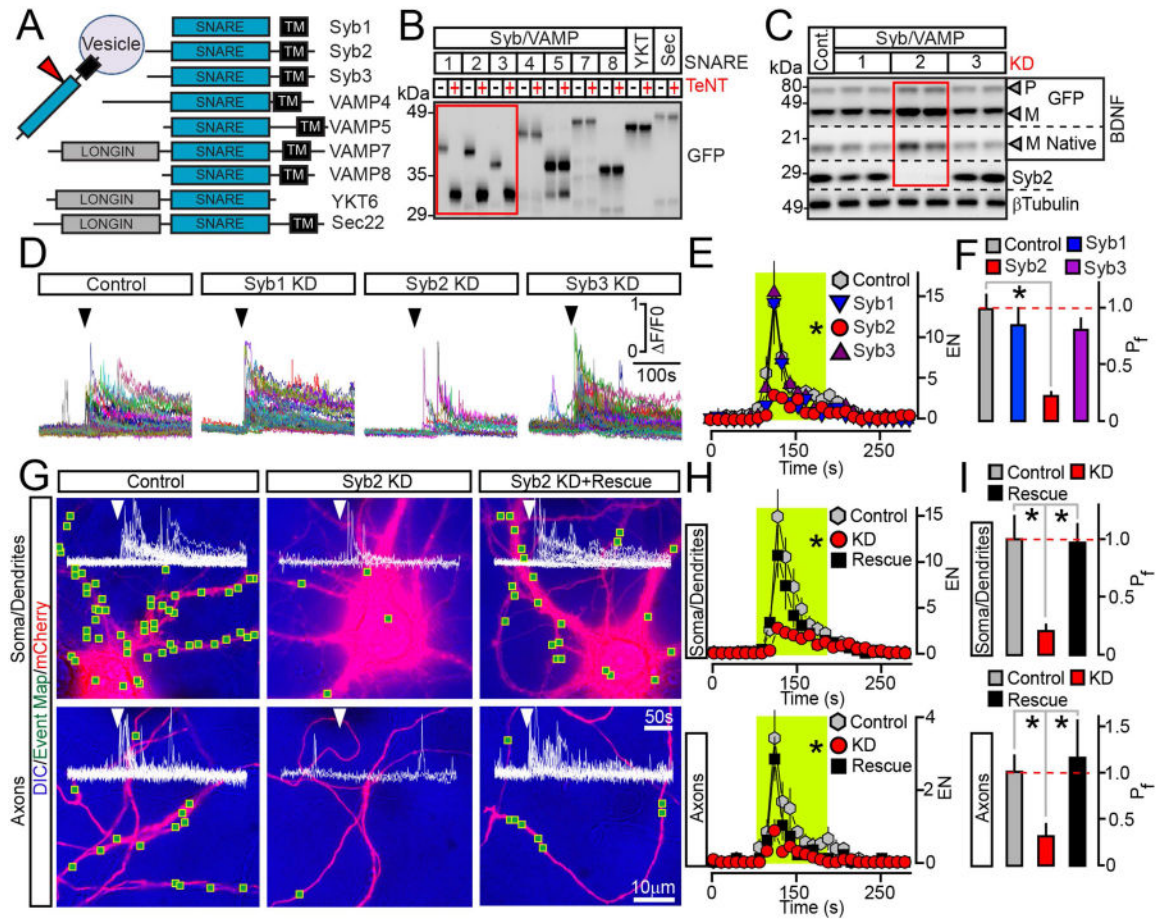 A
Vesicle
SNARE TM Syb1
SNARE TM Syb2
SNARE TM Syb3
SNARE TM VAMP4
SNARE TM VAMP5
LONGIN SNARE TM VAMP7
SNARE TM VAMP8
LONGIN SNARE YKT6
LONGIN SNARE TM Sec22
B
Syb/VAMP YKT Sec
1 2 3 4 5 7 8 SNARE
- + - + - + - + - + - + - + - + - + TeNT
kDa
49
35
29
GFP
C
Cont. Syb/VAMP
1 2 3 KD
kDa
80 P
49 GFP
M
21
M Native
BDNF
29 Syb2
49 βTubulin
D
Control Syb1 KD Syb2 KD Syb3 KD
1
0
ΔF/F0
100s
E
Control
Syb1
* Syb2
Syb3
15
10
5
0
EN
0 150 250
Time (s)
F
Control Syb1
Syb2 Syb3
*
1.0
0.5
0
Pf
G
Control Syb2 KD Syb2 KD+Rescue
DIC/Event Map/mCherry
Soma/Dendrites
Axons
50s
10μm
H
Soma/Dendrites
Control
* KD
Rescue
15
10
5
0
EN
0 150 250
Time (s)
Axons
Control
* KD
Rescue
4
2
0
EN
0 150 250
Time (s)
I
Control KD
Rescue
* *
Soma/Dendrites
1.0
0.5
0
Pf
Control KD
Rescue
* *
Axons
1.5
1.0
0.5
0
Pf